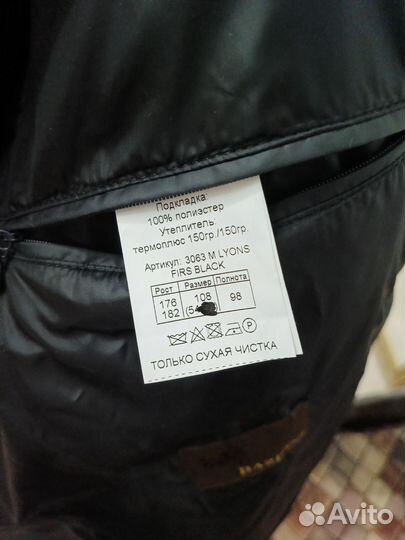 Подкладка:
100% полиэстер
Утеплитель:
термоплюс 150гр./150гр.
Артикул: 3063 M LYONS
FIRS BLACK
Рост Размер Полнота
176 108 98
182 (54
P
ТОЛЬКО СУХАЯ ЧИСТКА
Avito